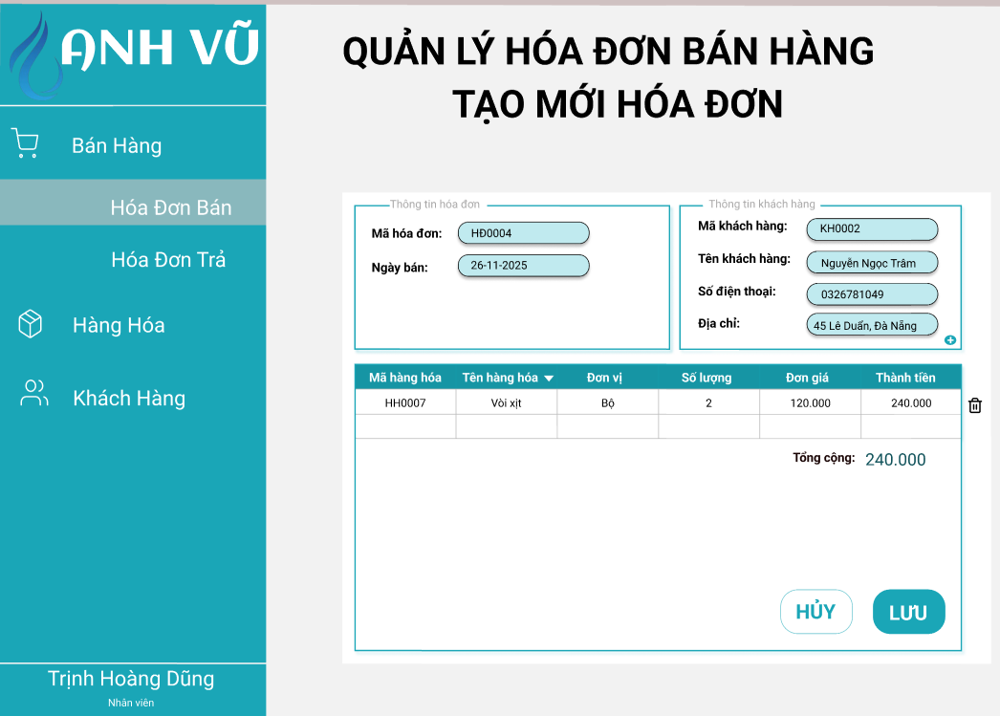 ANH VŨ
Bán Hàng
Hóa Đơn Bán
Hóa Đơn Trả
Hàng Hóa
Khách Hàng
Trịnh Hoàng Dũng
Nhân viên
QUẢN LÝ HÓA ĐƠN BÁN HÀNG
TẠO MỚI HÓA ĐƠN
Thông tin hóa đơn
Mã hóa đơn: HĐ0004
Ngày bán: 26-11-2025
Thông tin khách hàng
Mã khách hàng: KH0002
Tên khách hàng: Nguyễn Ngọc Trâm
Số điện thoại: 0326781049
Địa chỉ: 45 Lê Duẩn, Đà Nẵng
Mã hàng hóa Tên hàng hóa Đơn vị Số lượng Đơn giá Thành tiền
HH0007 Vòi xịt Bộ 2 120.000 240.000
Tổng cộng: 240.000
HỦY LƯU